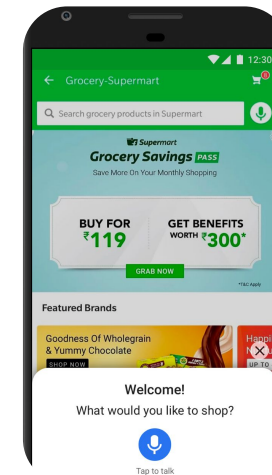 12:30
Grocery-Supermart
0
Search grocery products in Supermart
Supermart
Grocery Savings PASS
Save More On Your Monthly Shopping
BUY FOR
₹119
GET BENEFITS
WORTH ₹300*
GRAB NOW
*T&C Apply
Featured Brands
Goodness Of Wholegrain
& Yummy Chocolate
SHOP NOW
Happi
UP TO
Welcome!
What would you like to shop?
Tap to talk